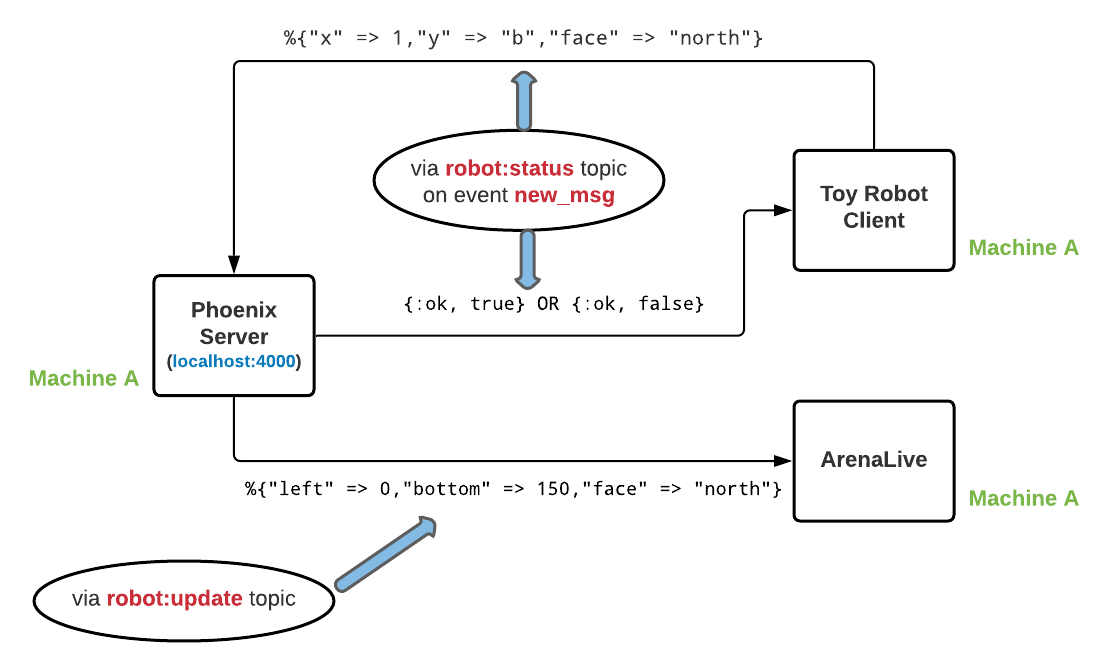 %{"x" => 1,"y" => "b","face" => "north"}
via robot:status topic
on event new_msg
Toy Robot
Client
Machine A
{:ok, true} OR {:ok, false}
Phoenix
Server
(localhost:4000)
Machine A
ArenaLive
%{"left" => 0,"bottom" => 150,"face" => "north"}
Machine A
via robot:update topic